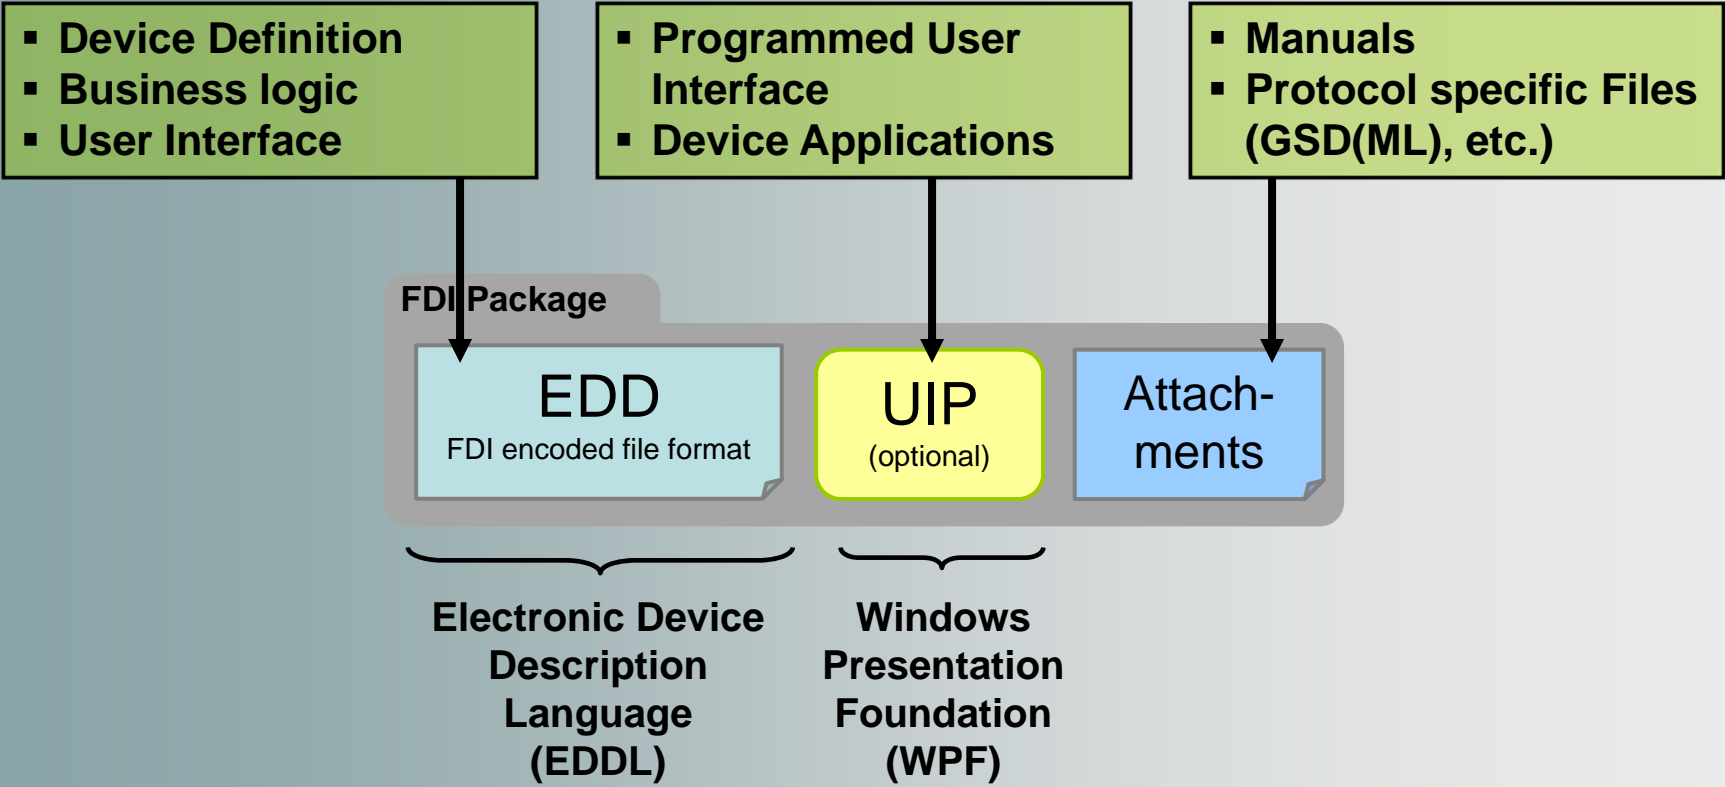 ▪ Device Definition
▪ Business logic
▪ User Interface
▪ Programmed User
Interface
▪ Device Applications
▪ Manuals
▪ Protocol specific Files
(GSD(ML), etc.)
FDI Package
EDD
FDI encoded file format
UIP
(optional)
Attach-
ments
Electronic Device
Description
Language
(EDDL)
Windows
Presentation
Foundation
(WPF)